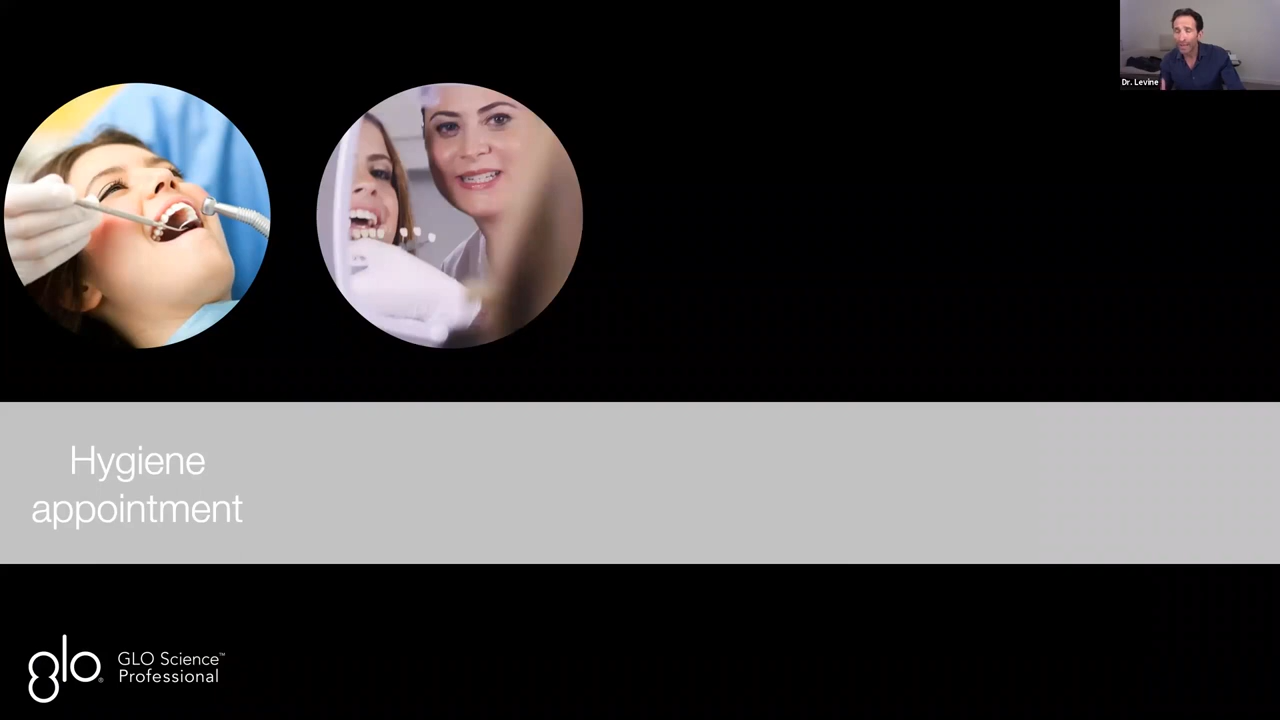 Dr. Levine
Hygiene
appointment
glo®
GLO Science™
Professional